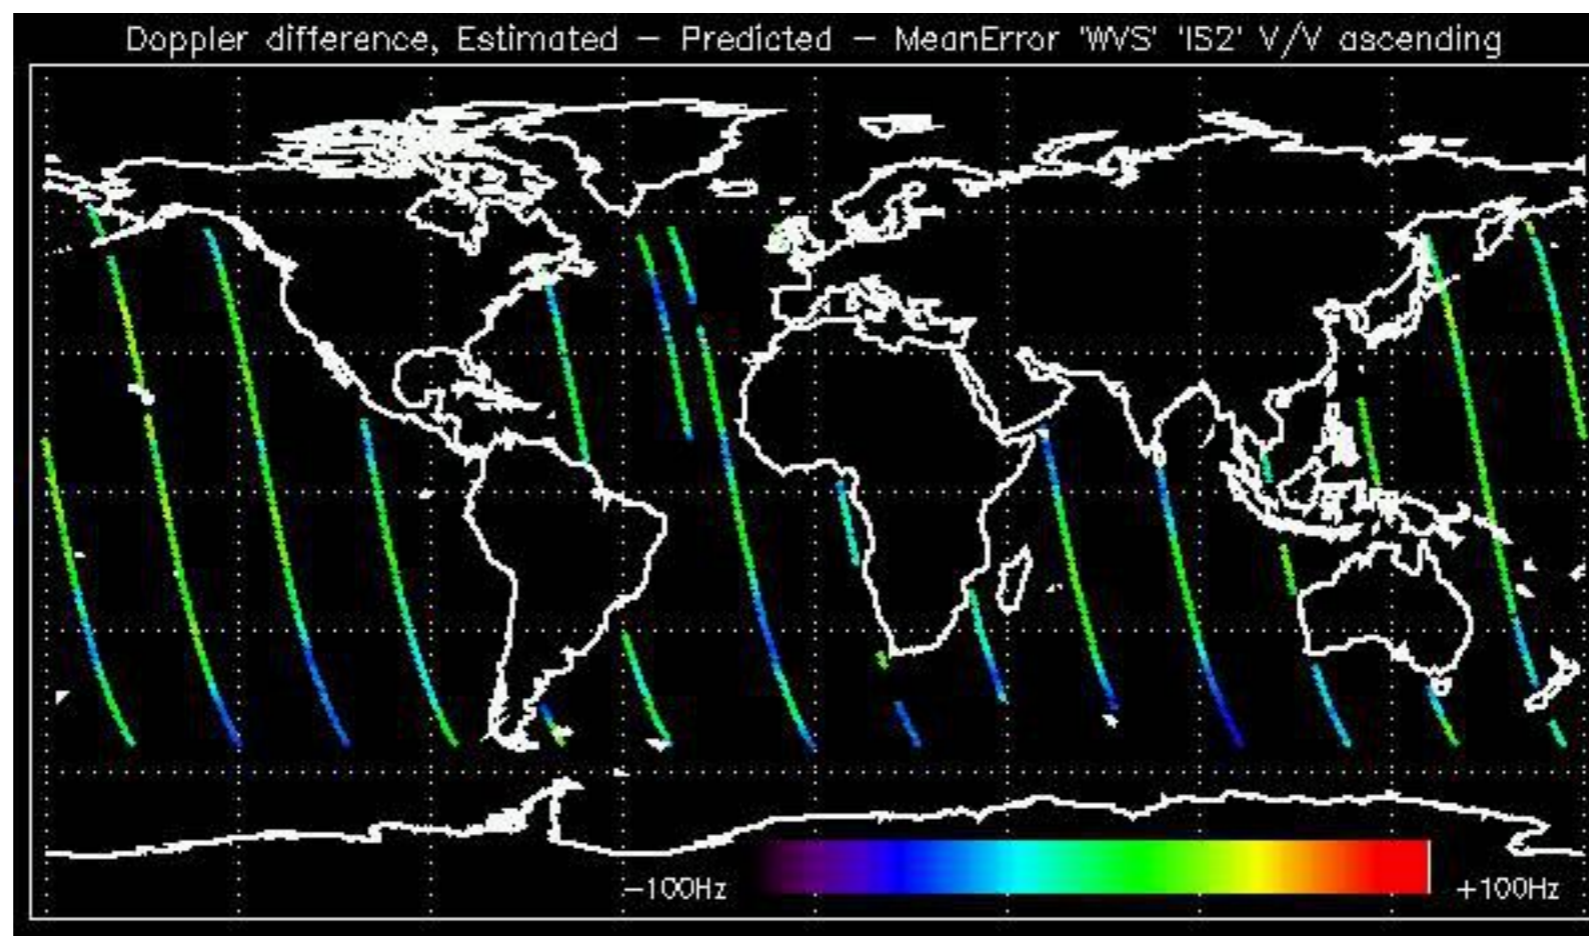 Doppler difference, Estimated – Predicted – MeanError 'WVS' 'IS2' V/V ascending
–100Hz
+100Hz